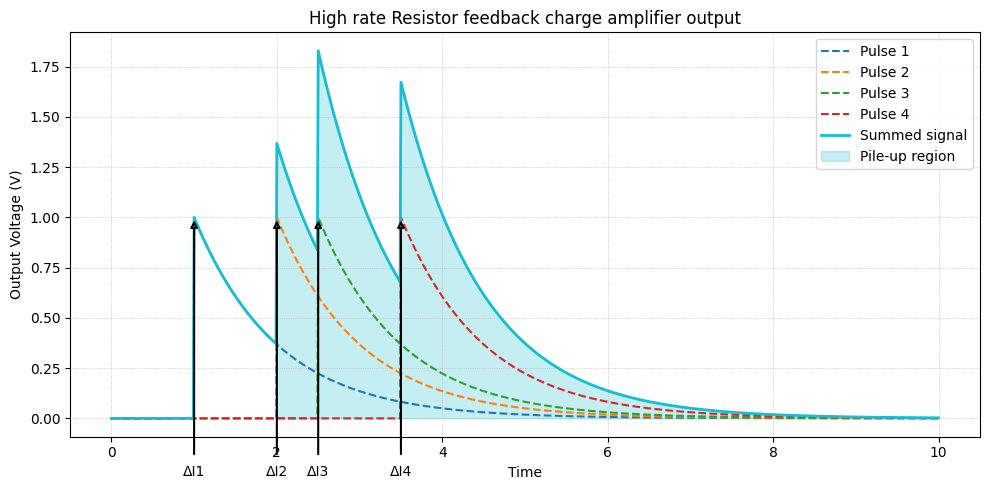 High rate Resistor feedback charge amplifier output
Output Voltage (V)
1.75
1.50
1.25
1.00
0.75
0.50
0.25
0.00
Pulse 1
Pulse 2
Pulse 3
Pulse 4
Summed signal
Pile-up region
0 2 4 6 8 10
ΔI1 ΔI2 ΔI3 ΔI4
Time